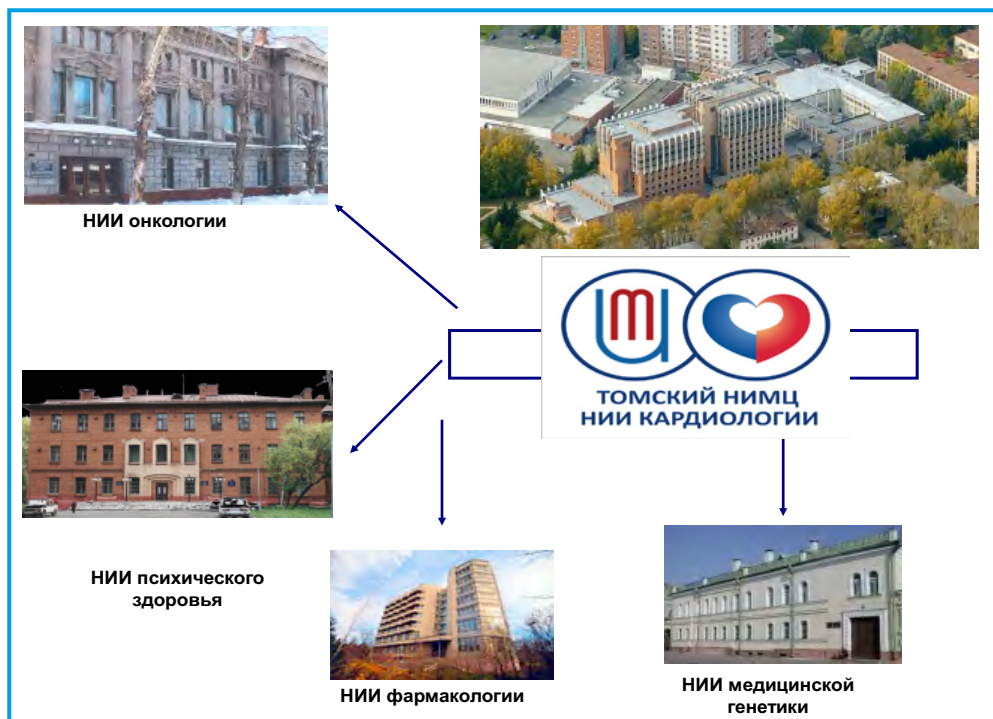 НИИ онкологии
ТОМСКИЙ НИМЦ
НИИ КАРДИОЛОГИИ
НИИ психического
здоровья
НИИ фармакологии
НИИ медицинской
генетики